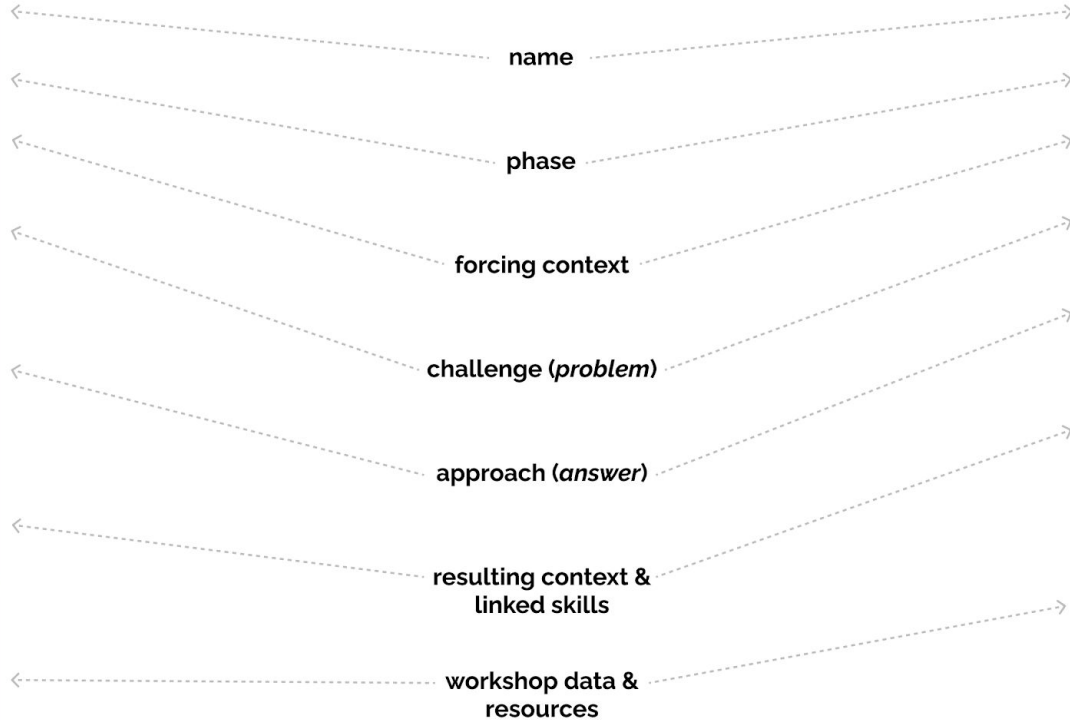 name
phase
forcing context
challenge (problem)
approach (answer)
resulting context &
linked skills
workshop data &
resources